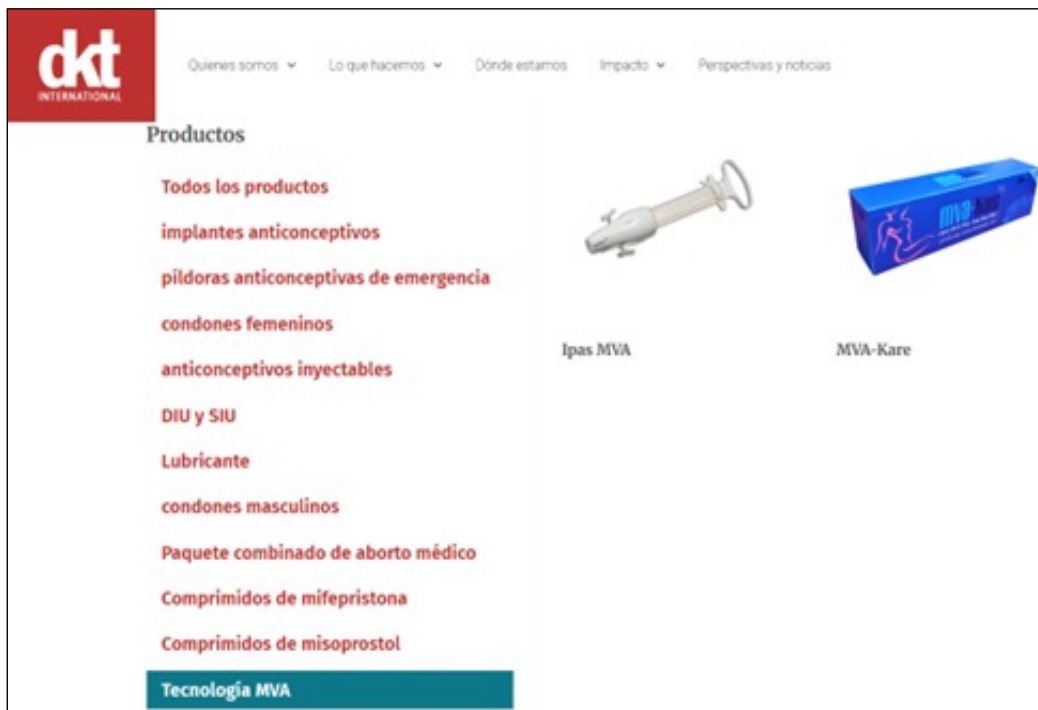 dkt
INTERNATIONAL
Quienes somos Lo que hacemos Dónde estamos Impacto Perspectivas y noticias
Productos
Todos los productos
implantes anticonceptivos
píldoras anticonceptivas de emergencia
condones femeninos
anticonceptivos inyectables
DIU y SIU
Lubricante
condones masculinos
Paquete combinado de aborto médico
Comprimidos de mifepristona
Comprimidos de misoprostol
Tecnología MVA
mva-Kare
Ipas MVA
MVA-Kare